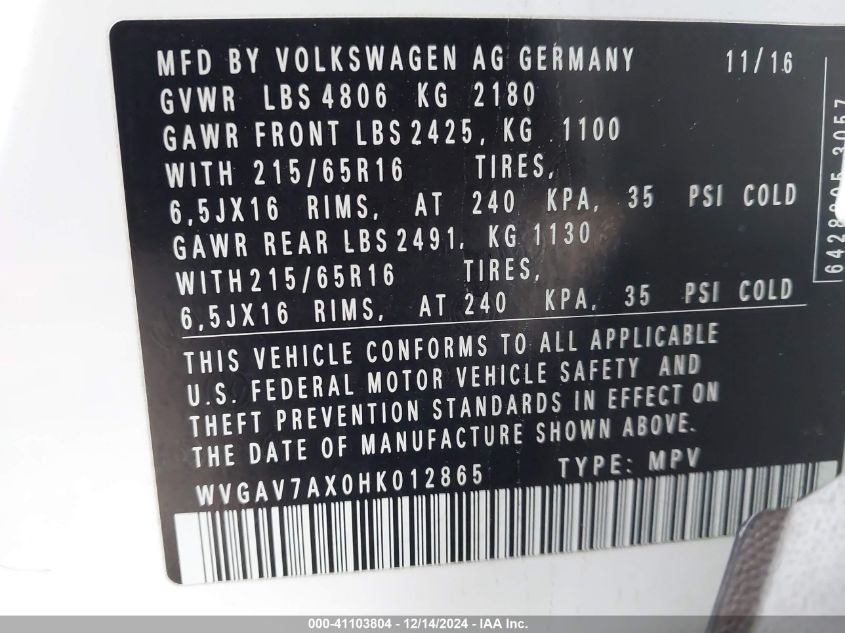 MFD BY VOLKSWAGEN AG GERMANY 11/16
GVWR LBS 4806 KG 2180
GAWR FRONT LBS 2425, KG 1100
WITH 215/65R16 TIRES,
6,5JX16 RIMS, AT 240 KPA, 35 PSI COLD
GAWR REAR LBS 2491, KG 1130
WITH 215/65R16 TIRES,
6,5JX16 RIMS, AT 240 KPA, 35 PSI COLD
THIS VEHICLE CONFORMS TO ALL APPLICABLE
U.S. FEDERAL MOTOR VEHICLE SAFETY AND
THEFT PREVENTION STANDARDS IN EFFECT ON
THE DATE OF MANUFACTURE SHOWN ABOVE.
WVGAV7AX0HK012865 TYPE: MPV
000-41103804 - 12/14/2024 - IAA Inc.